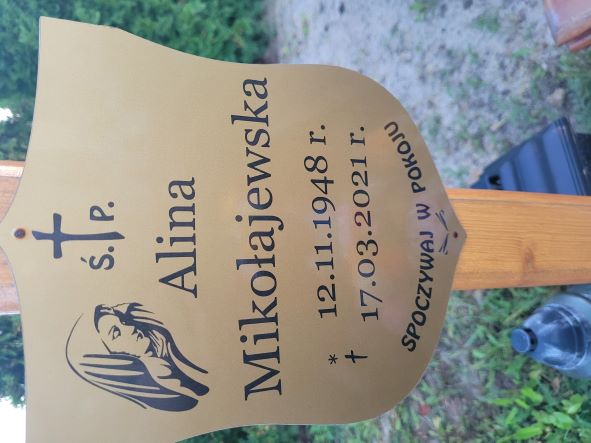 Ś. P.
Alina
Mikołajewska
* 12.11.1948 r.
† 17.03.2021 r.
SPOCZYWAJ W POKOJU